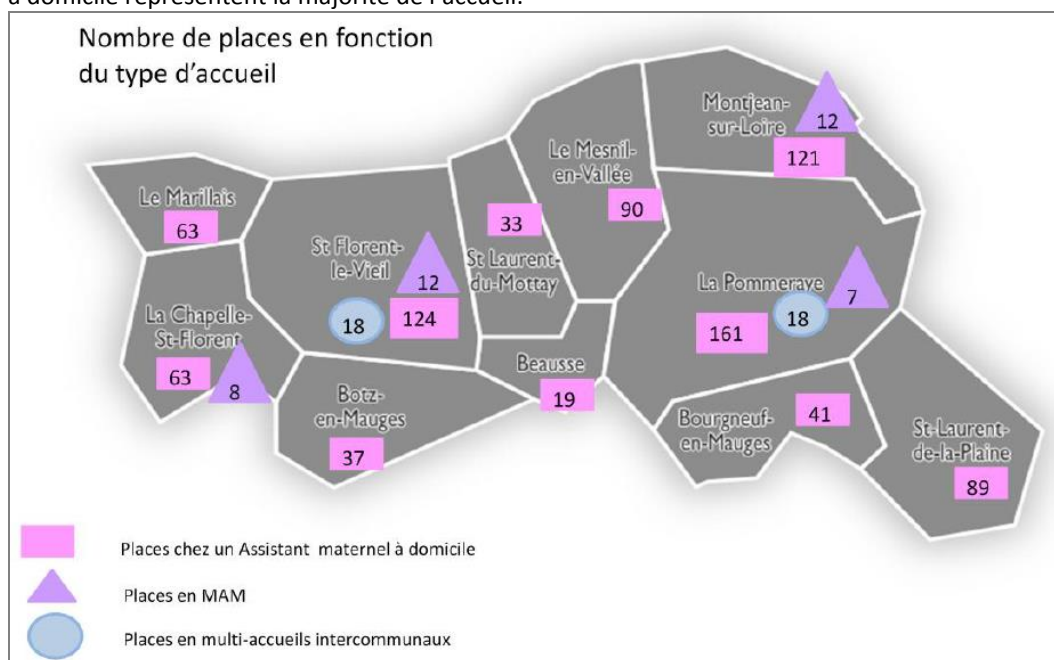 à domicile représentent la majorité de l'accueil.
Nombre de places en fonction
du type d'accueil
Montjean-
sur-Loire
12
121
Le Mesnil-
en-Vallée
90
Le Marillais
63
33
St Laurent-
du-Mottay
St Florent-
le-Vieil
12
18
124
La Pommeraye
7
18
161
La Chapelle-
St-Florent
63
8
Beausse
19
Botz-
en-Mauges
37
Bourgneuf-
en-Mauges
41
St-Laurent-
de-la-Plaine
89
Places chez un Assistant maternel à domicile
Places en MAM
Places en multi-accueils intercommunaux